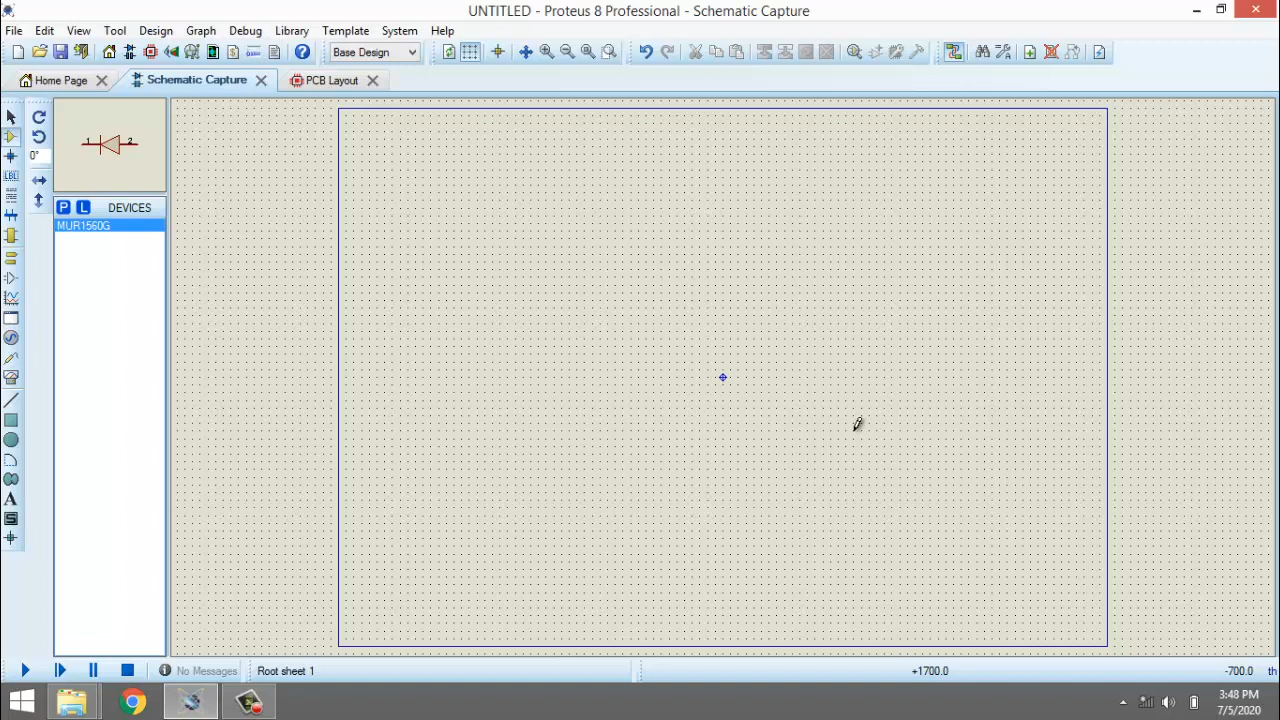 UNTITLED - Proteus 8 Professional - Schematic Capture
File Edit View Tool Design Graph Debug Library Template System Help
Base Design
Home Page Schematic Capture PCB Layout
0°
1 2
P L DEVICES
MUR1560G
LBL
A
S
No Messages Root sheet 1 +1700.0 -700.0 th
3:48 PM
7/5/2020